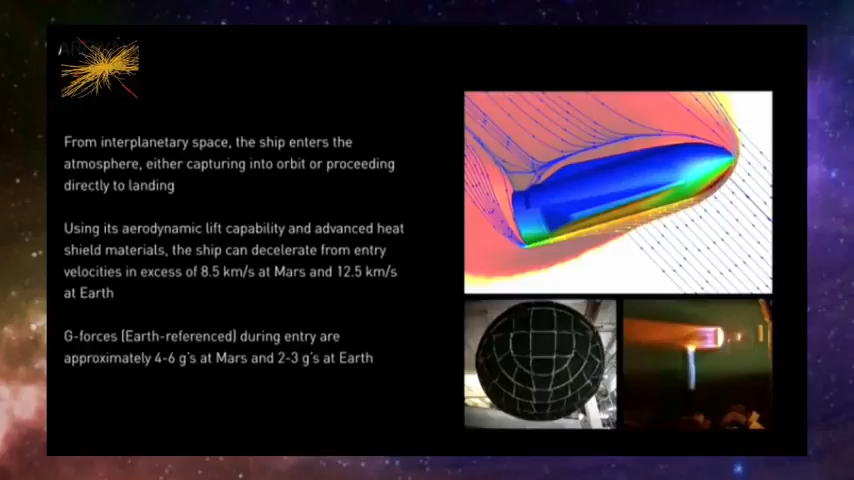 From interplanetary space, the ship enters the
atmosphere, either capturing into orbit or proceeding
directly to landing
Using its aerodynamic lift capability and advanced heat
shield materials, the ship can decelerate from entry
velocities in excess of 8.5 km/s at Mars and 12.5 km/s
at Earth
G-forces (Earth-referenced) during entry are
approximately 4-6 g's at Mars and 2-3 g's at Earth